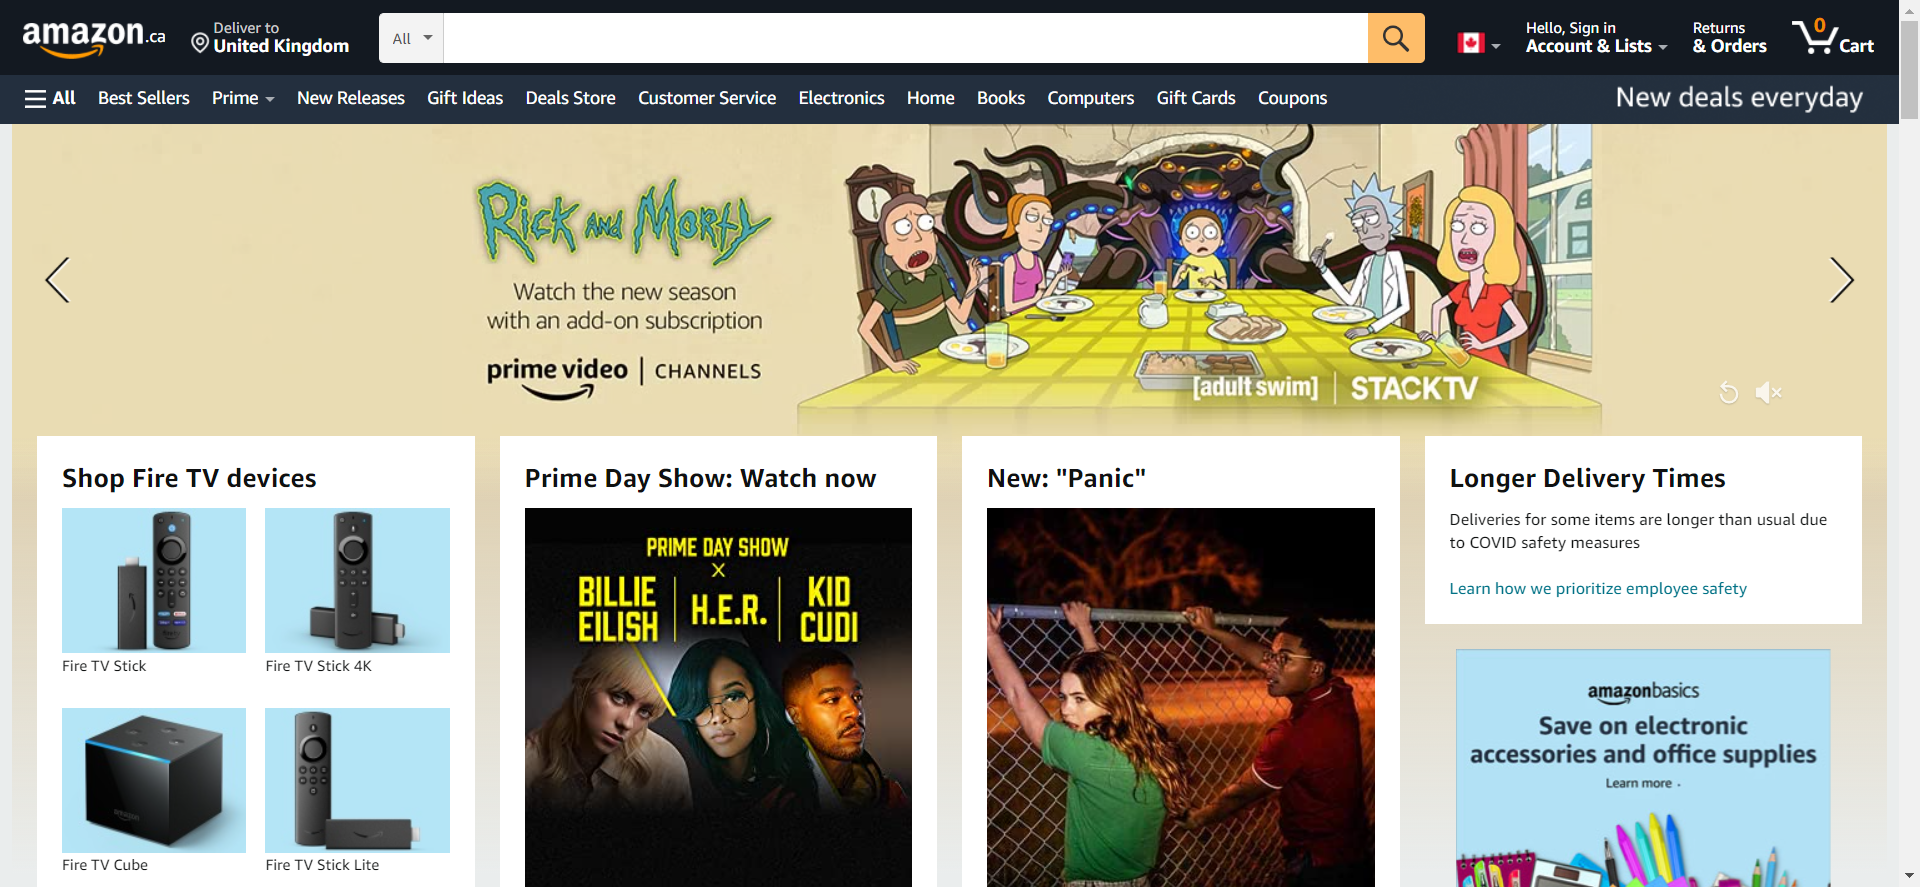 amazon.ca
Deliver to
United Kingdom
All
Hello, Sign in
Account & Lists
Returns
& Orders
0
Cart
All
Best Sellers
Prime
New Releases
Gift Ideas
Deals Store
Customer Service
Electronics
Home
Books
Computers
Gift Cards
Coupons
New deals everyday
Rick and Morty
Watch the new season
with an add-on subscription
prime video | CHANNELS
[adult swim] | STACKTV
Shop Fire TV devices
Fire TV Stick
Fire TV Stick 4K
Fire TV Cube
Fire TV Stick Lite
Prime Day Show: Watch now
PRIME DAY SHOW
X
BILLIE
EILISH
H.E.R.
KID
CUDI
New: "Panic"
Longer Delivery Times
Deliveries for some items are longer than usual due
to COVID safety measures
Learn how we prioritize employee safety
amazonbasics
Save on electronic
accessories and office supplies
Learn more